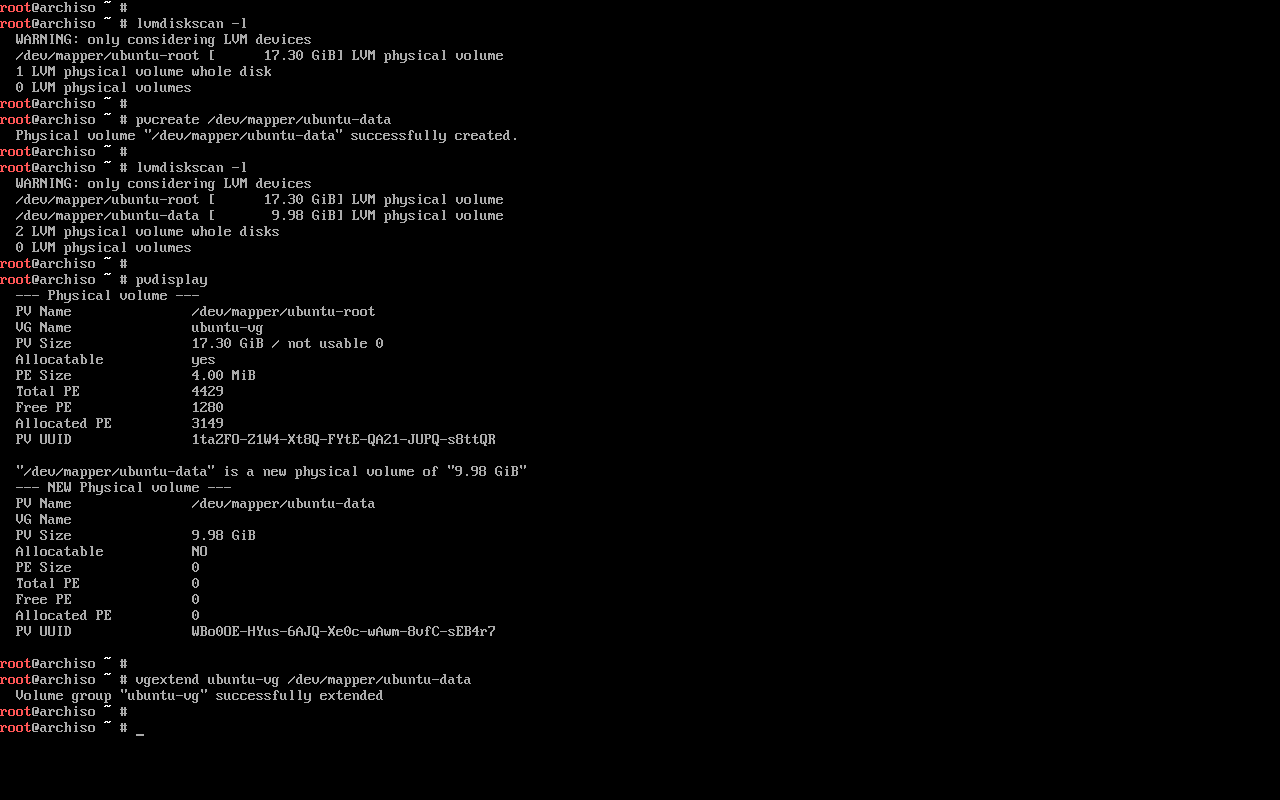 root@archiso ~ #
root@archiso ~ # lvmdiskscan -l
  WARNING: only considering LVM devices
  /dev/mapper/ubuntu-root [      17.30 GiB] LVM physical volume
  1 LVM physical volume whole disk
  0 LVM physical volumes
root@archiso ~ #
root@archiso ~ # pvcreate /dev/mapper/ubuntu-data
  Physical volume "/dev/mapper/ubuntu-data" successfully created.
root@archiso ~ #
root@archiso ~ # lvmdiskscan -l
  WARNING: only considering LVM devices
  /dev/mapper/ubuntu-root [      17.30 GiB] LVM physical volume
  /dev/mapper/ubuntu-data [       9.98 GiB] LVM physical volume
  2 LVM physical volume whole disks
  0 LVM physical volumes
root@archiso ~ #
root@archiso ~ # pvdisplay
  --- Physical volume ---
  PV Name               /dev/mapper/ubuntu-root
  VG Name               ubuntu-vg
  PV Size               17.30 GiB / not usable 0
  Allocatable           yes
  PE Size               4.00 MiB
  Total PE              4429
  Free PE               1280
  Allocated PE          3149
  PV UUID               1taZFO-Z1W4-Xt8Q-FYtE-QA21-JUPQ-s8ttQR

  "/dev/mapper/ubuntu-data" is a new physical volume of "9.98 GiB"
  --- NEW Physical volume ---
  PV Name               /dev/mapper/ubuntu-data
  VG Name
  PV Size               9.98 GiB
  Allocatable           NO
  PE Size               0
  Total PE              0
  Free PE               0
  Allocated PE          0
  PV UUID               WBo0OE-HYus-6AJQ-Xe0c-wAwm-8vfC-sEB4r7

root@archiso ~ #
root@archiso ~ # vgextend ubuntu-vg /dev/mapper/ubuntu-data
  Volume group "ubuntu-vg" successfully extended
root@archiso ~ #
root@archiso ~ # _